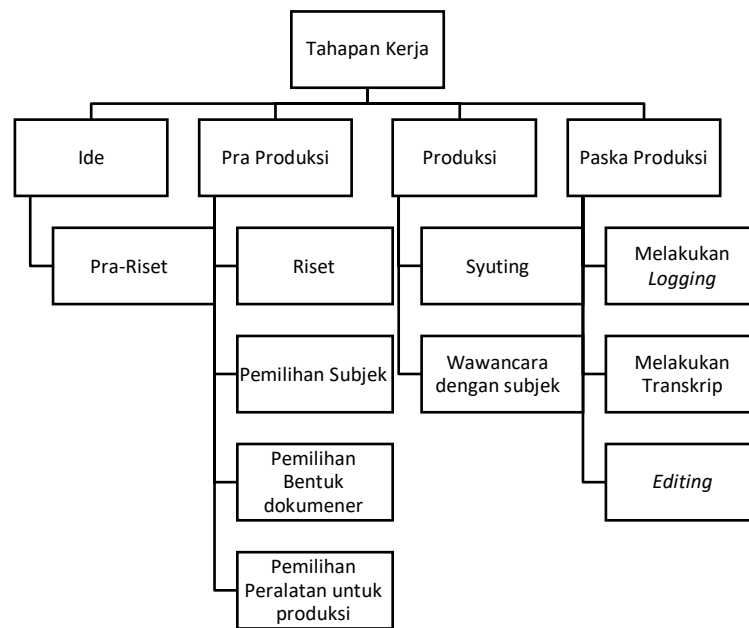 Tahapan Kerja
Ide
Pra Produksi
Produksi
Paska Produksi
Pra-Riset
Riset
Syuting
Melakukan
Logging
Pemilihan Subjek
Wawancara
dengan subjek
Melakukan
Transkrip
Pemilihan
Bentuk
dokumener
Editing
Pemilihan
Peralatan untuk
produksi